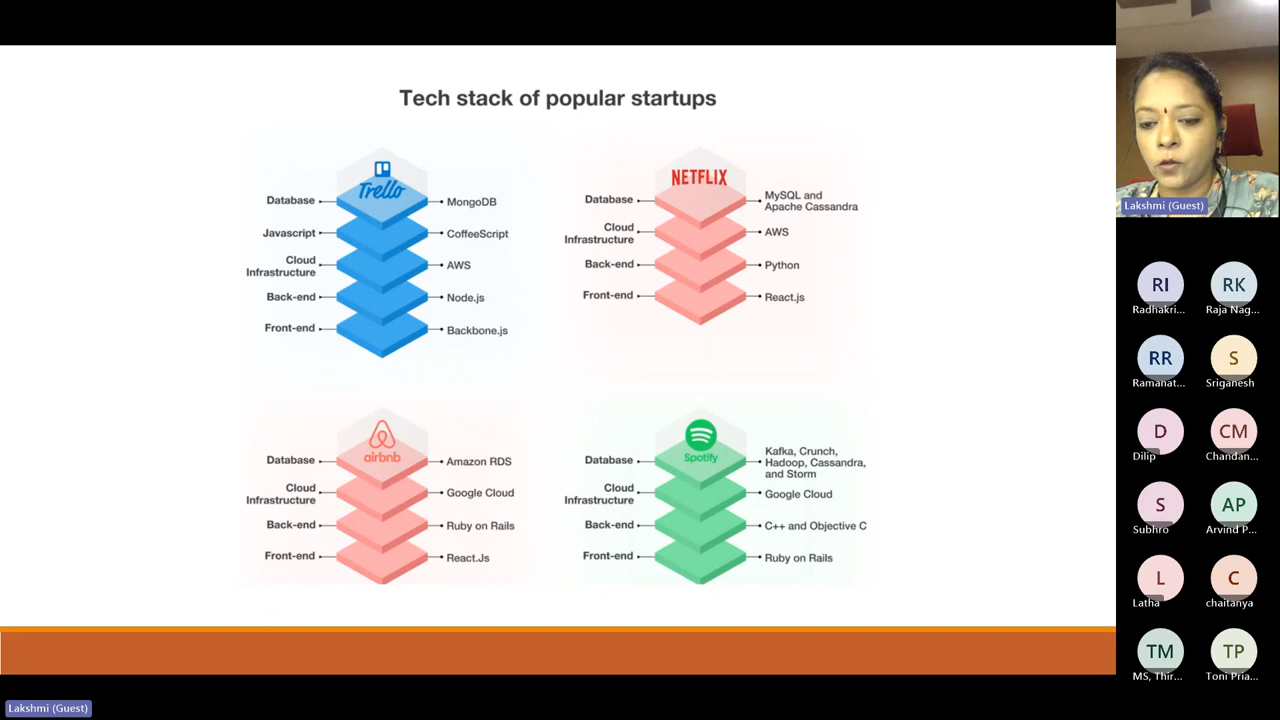 Tech stack of popular startups
Trello
Database
MongoDB
Javascript
CoffeeScript
Cloud
Infrastructure
AWS
Back-end
Node.js
Front-end
Backbone.js
NETFLIX
Database
MySQL and
Apache Cassandra
Cloud
Infrastructure
AWS
Back-end
Python
Front-end
React.js
airbnb
Database
Amazon RDS
Cloud
Infrastructure
Google Cloud
Back-end
Ruby on Rails
Front-end
React.Js
Spotify
Database
Kafka, Crunch,
Hadoop, Cassandra,
and Storm
Cloud
Infrastructure
Google Cloud
Back-end
C++ and Objective C
Front-end
Ruby on Rails
Lakshmi (Guest)
RI
Radhakri...
RK
Raja Nag...
RR
Ramanat...
S
Sriganesh
D
Dilip
CM
Chandan...
S
Subhro
AP
Arvind P...
L
Latha
C
chaitanya
TM
MS, Thir...
TP
Toni Pria...
Lakshmi (Guest)